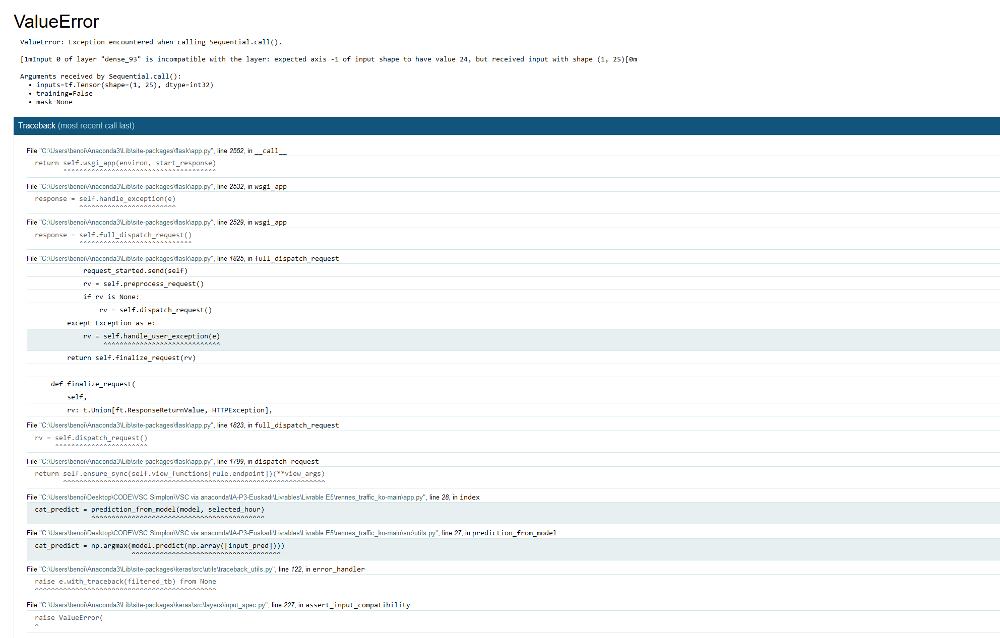 ValueError
ValueError: Exception encountered when calling Sequential.call().
[1mInput 0 of layer "dense_93" is incompatible with the layer: expected axis -1 of input shape to have value 24, but received input with shape (1, 25)[0m
Arguments received by Sequential.call():
• inputs=tf.Tensor(shape=(1, 25), dtype=int32)
• training=False
• mask=None
Traceback (most recent call last)
File "C:\Users\benoi\Anaconda3\Lib\site-packages\flask\app.py", line 2552, in __call__
return self.wsgi_app(environ, start_response)
^^^^^^^^^^^^^^^^^^^^^^^^^^^^^^^^^^^^^^
File "C:\Users\benoi\Anaconda3\Lib\site-packages\flask\app.py", line 2532, in wsgi_app
response = self.handle_exception(e)
^^^^^^^^^^^^^^^^^^^^^^^^
File "C:\Users\benoi\Anaconda3\Lib\site-packages\flask\app.py", line 2529, in wsgi_app
response = self.full_dispatch_request()
^^^^^^^^^^^^^^^^^^^^^^^^^^^^
File "C:\Users\benoi\Anaconda3\Lib\site-packages\flask\app.py", line 1825, in full_dispatch_request
request_started.send(self)
rv = self.preprocess_request()
if rv is None:
rv = self.dispatch_request()
except Exception as e:
rv = self.handle_user_exception(e)
^^^^^^^^^^^^^^^^^^^^^^^^^^^^^
return self.finalize_request(rv)
def finalize_request(
self,
rv: t.Union[ft.ResponseReturnValue, HTTPException],
File "C:\Users\benoi\Anaconda3\Lib\site-packages\flask\app.py", line 1823, in full_dispatch_request
rv = self.dispatch_request()
^^^^^^^^^^^^^^^^^^^^^^^
File "C:\Users\benoi\Anaconda3\Lib\site-packages\flask\app.py", line 1799, in dispatch_request
return self.ensure_sync(self.view_functions[rule.endpoint])(**view_args)
^^^^^^^^^^^^^^^^^^^^^^^^^^^^^^^^^^^^^^^^^^^^^^^^^^^^^^^^^^^^^^^^^
File "C:\Users\benoi\Desktop\CODE\VSC Simplon\VSC via anaconda\IA-P3-Euskadi\Livrables\Livrable E5\rennes_traffic_ko-main\app.py", line 28, in index
cat_predict = prediction_from_model(model, selected_hour)
^^^^^^^^^^^^^^^^^^^^^^^^^^^^^^^^^^^^^^^^^^^
File "C:\Users\benoi\Desktop\CODE\VSC Simplon\VSC via anaconda\IA-P3-Euskadi\Livrables\Livrable E5\rennes_traffic_ko-main\src\utils.py", line 27, in prediction_from_model
cat_predict = np.argmax(model.predict(np.array([input_pred])))
^^^^^^^^^^^^^^^^^^^^^^^^^^^^^^^^^^^^^
File "C:\Users\benoi\Anaconda3\Lib\site-packages\keras\src\utils\traceback_utils.py", line 122, in error_handler
raise e.with_traceback(filtered_tb) from None
^^^^^^^^^^^^^^^^^^^^^^^^^^^^^^^^^^^^^^^^^^^^^
File "C:\Users\benoi\Anaconda3\Lib\site-packages\keras\src\layers\input_spec.py", line 227, in assert_input_compatibility
raise ValueError(
^